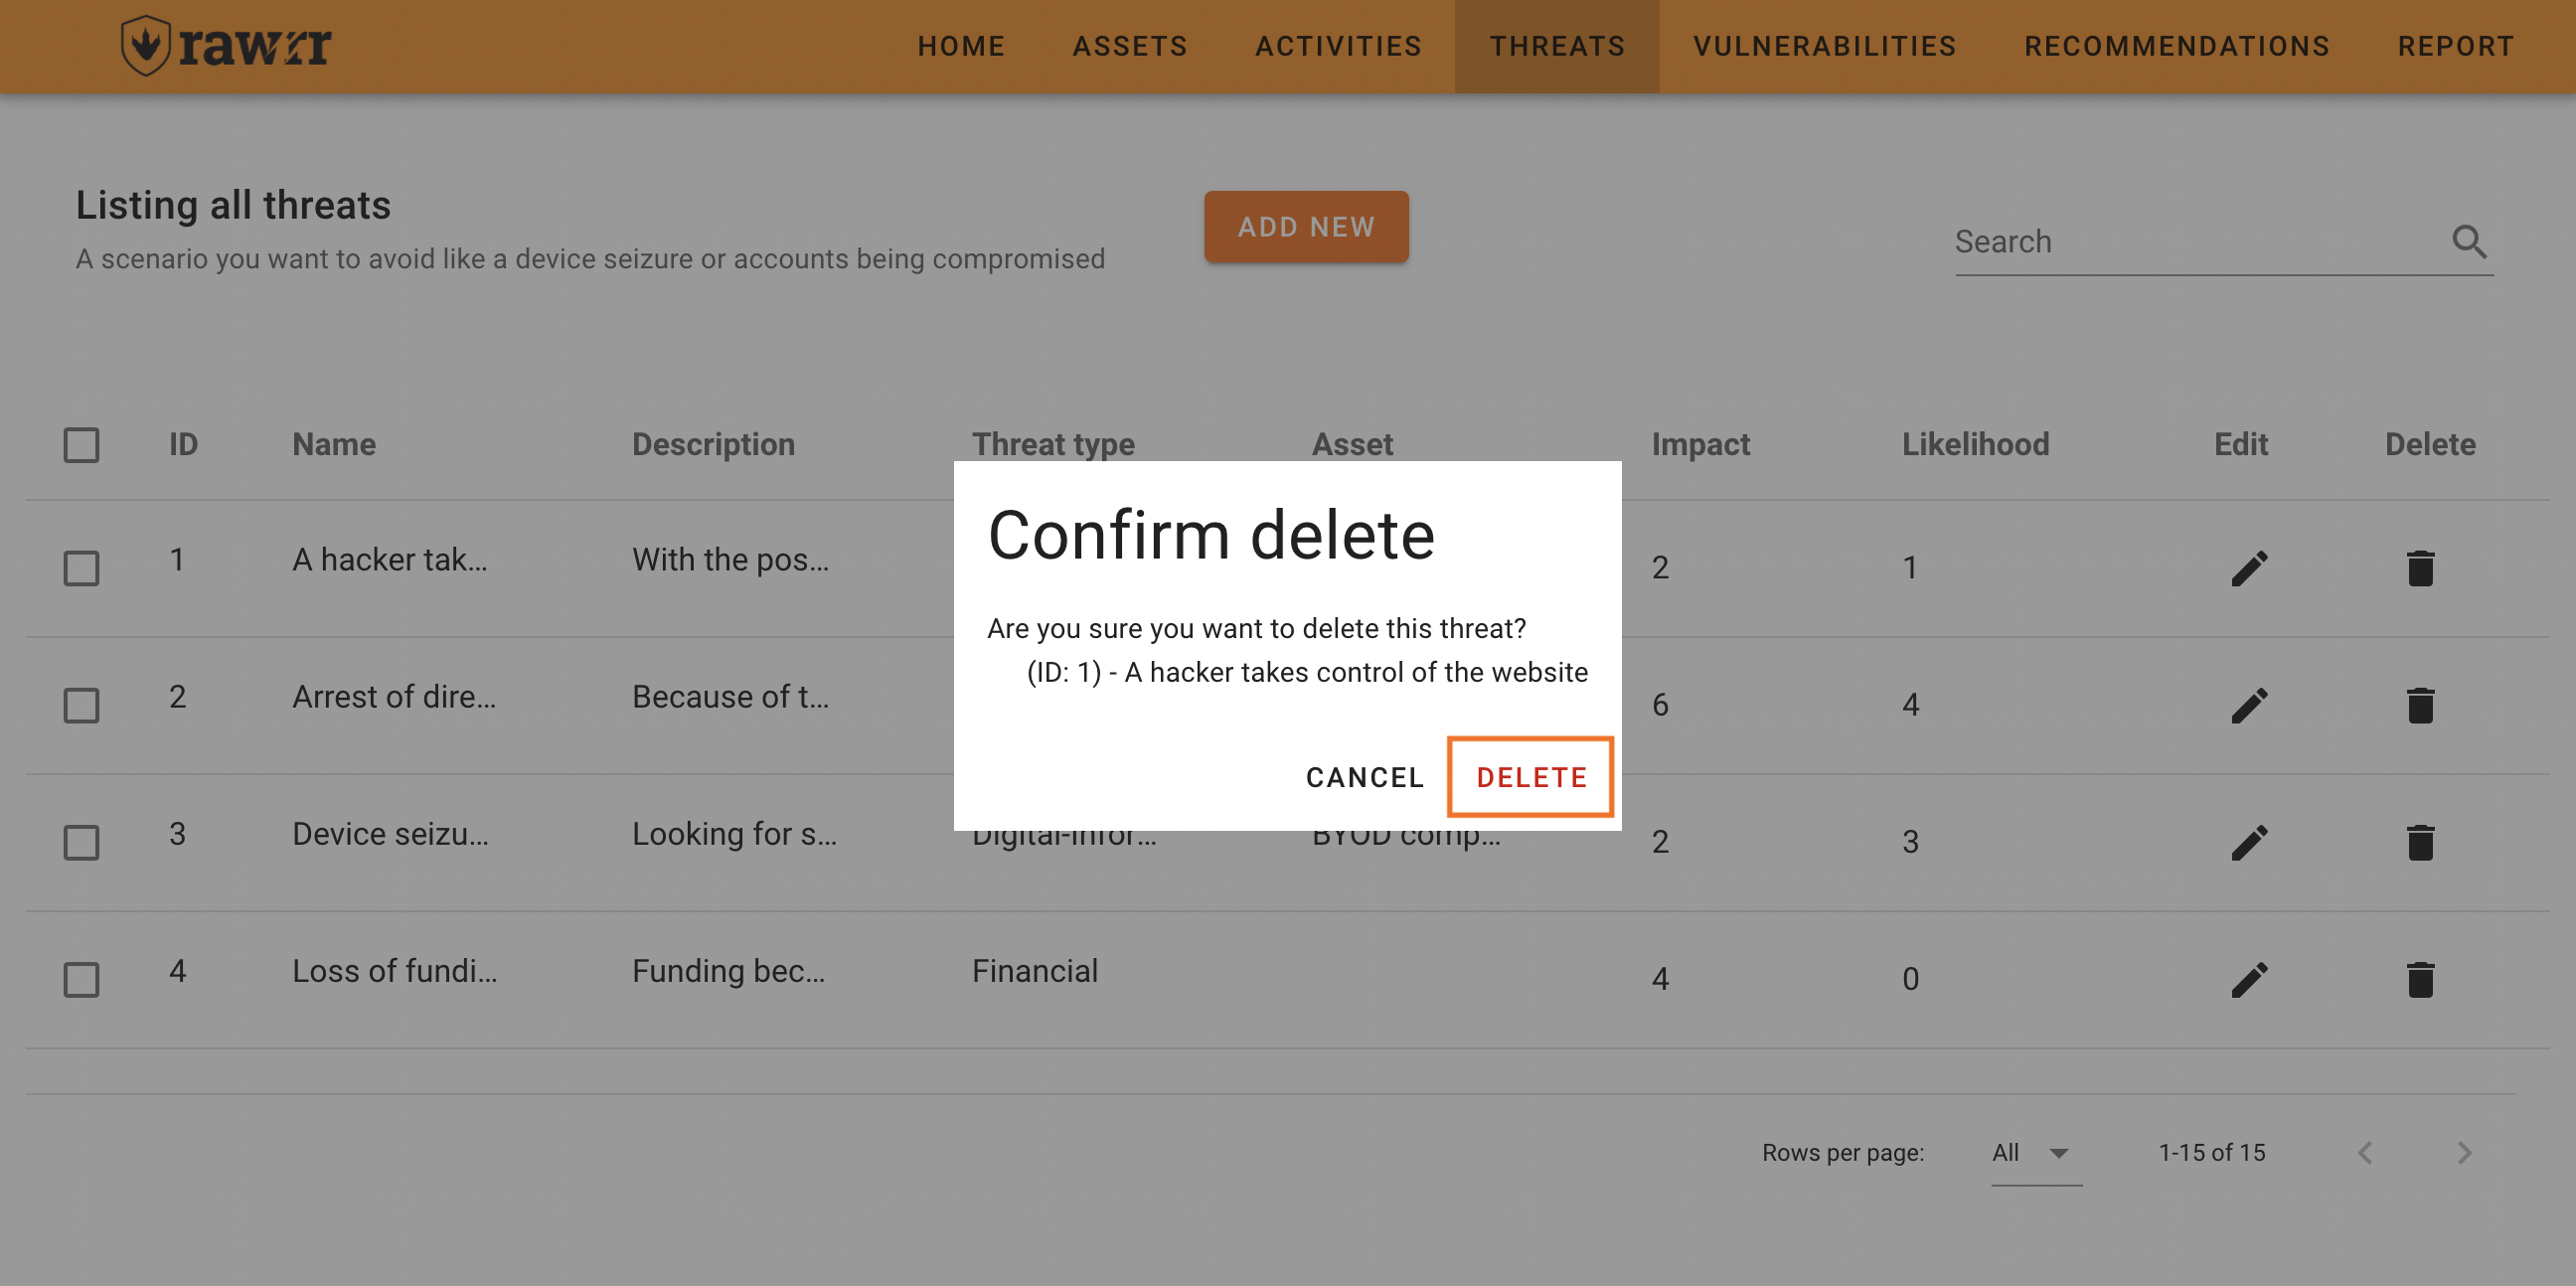 rawrr
HOME ASSETS ACTIVITIES THREATS VULNERABILITIES RECOMMENDATIONS REPORT
Listing all threats
A scenario you want to avoid like a device seizure or accounts being compromised
ADD NEW
Search
ID Name Description Threat type Asset Impact Likelihood Edit Delete
1 A hacker tak... With the pos... 2 1
2 Arrest of dire... Because of t... 6 4
3 Device seizu... Looking for s... Digital-infor... BYOD comp... 2 3
4 Loss of fundi... Funding bec... Financial 4 0
Confirm delete
Are you sure you want to delete this threat?
(ID: 1) - A hacker takes control of the website
CANCEL DELETE
Rows per page: All 1-15 of 15